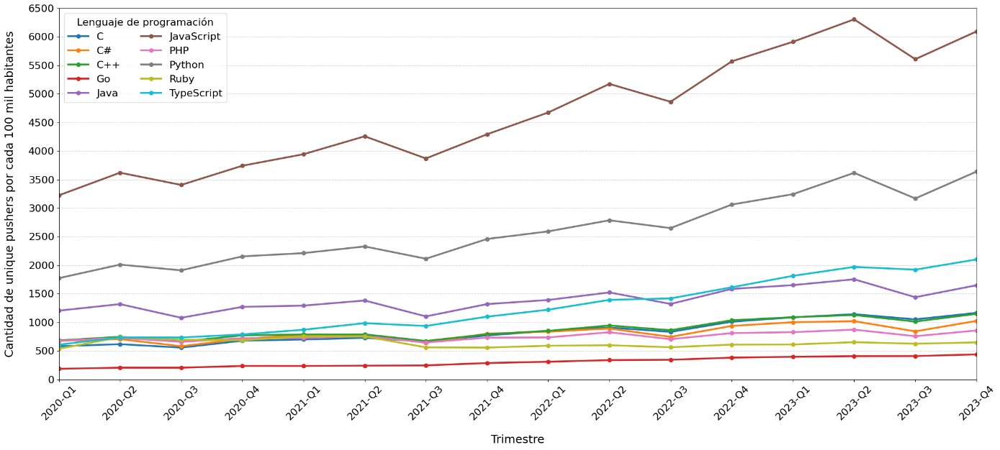 Cantidad de unique pushers por cada 100 mil habitantes
6500
6000
5500
5000
4500
4000
3500
3000
2500
2000
1500
1000
500
0
Lenguaje de programación
C
C#
C++
Go
Java
JavaScript
PHP
Python
Ruby
TypeScript
2020-Q1
2020-Q2
2020-Q3
2020-Q4
2021-Q1
2021-Q2
2021-Q3
2021-Q4
2022-Q1
2022-Q2
2022-Q3
2022-Q4
2023-Q1
2023-Q2
2023-Q3
2023-Q4
Trimestre